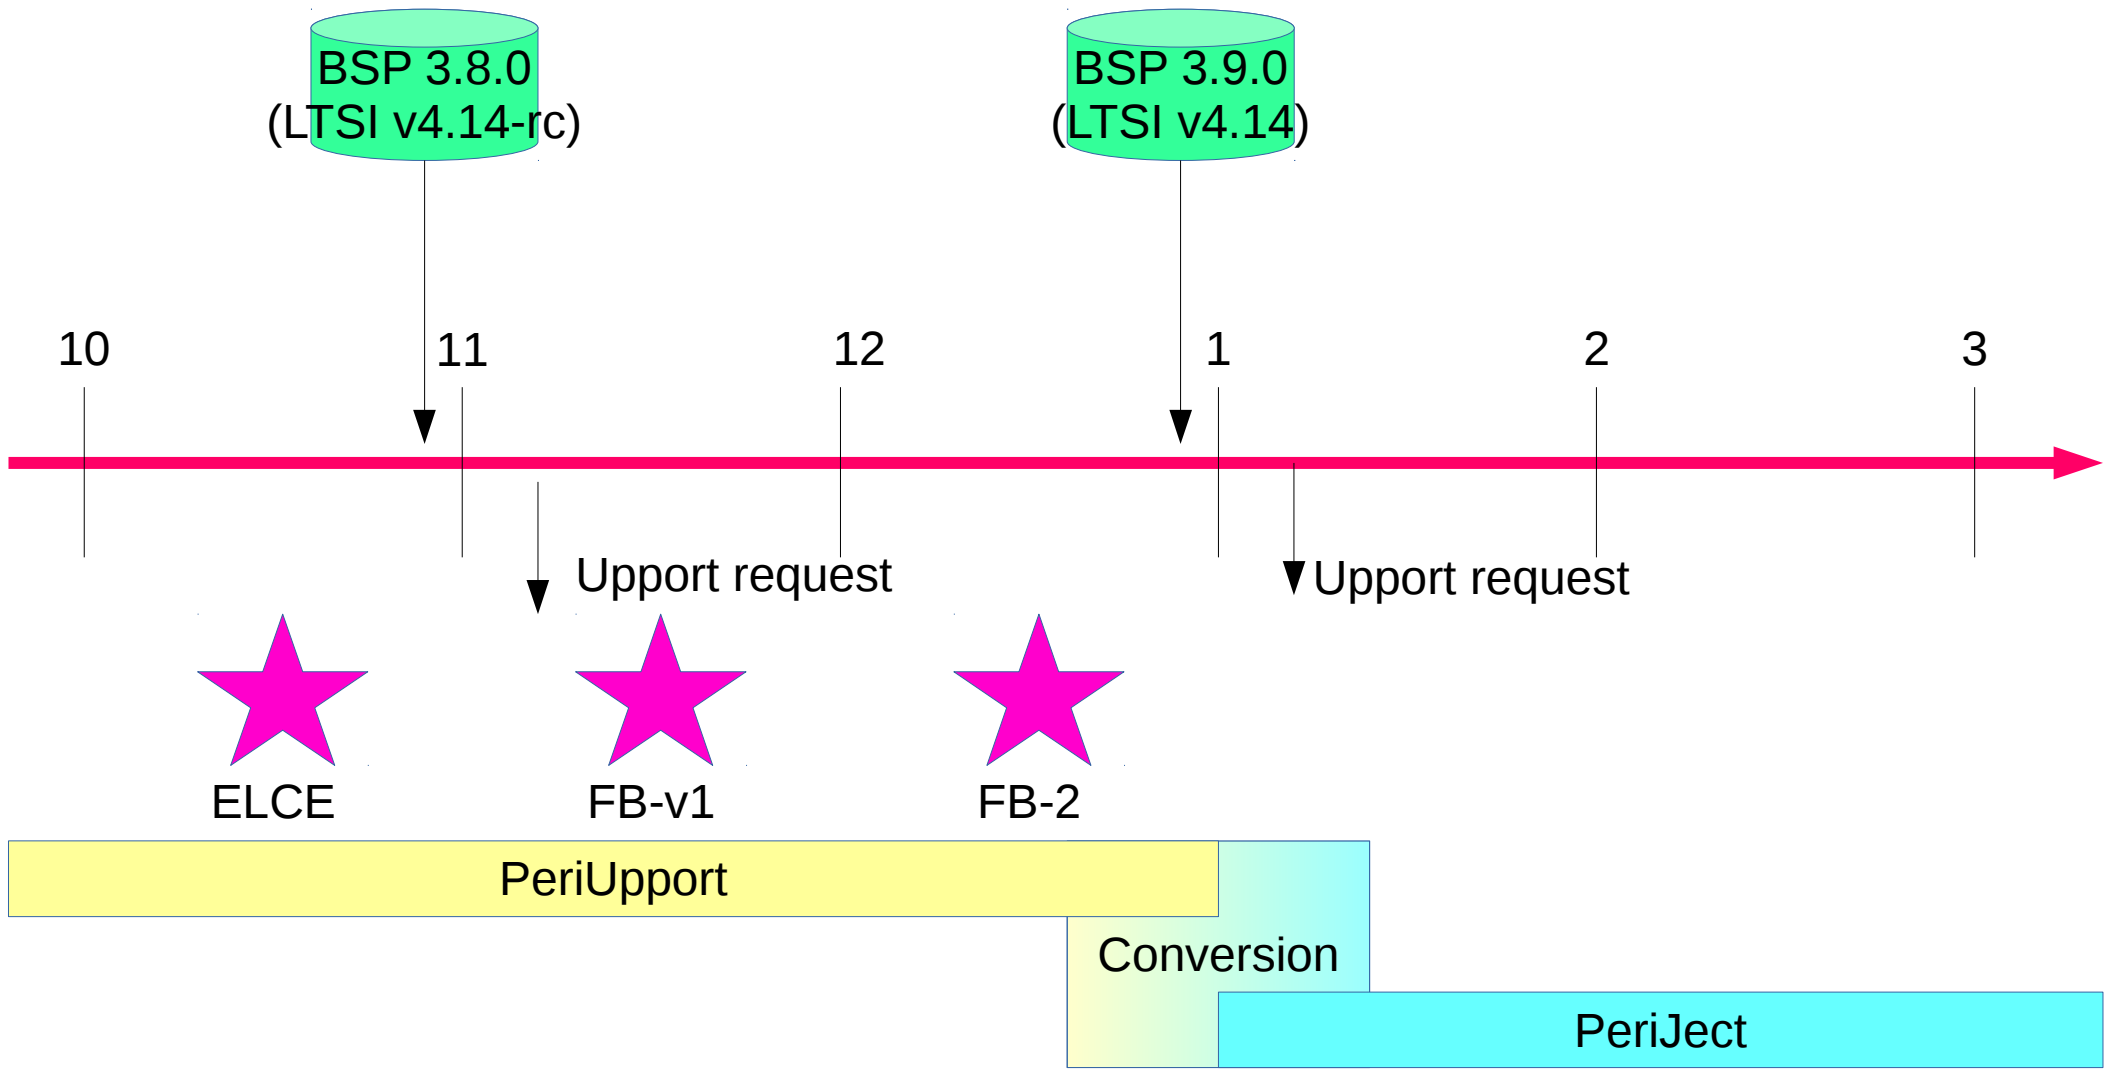 BSP 3.8.0
(LTSI v4.14-rc)
BSP 3.9.0
(LTSI v4.14)
10
11
12
1
2
3
Upport request
Upport request
ELCE
FB-v1
FB-2
PeriUpport
Conversion
PeriJect